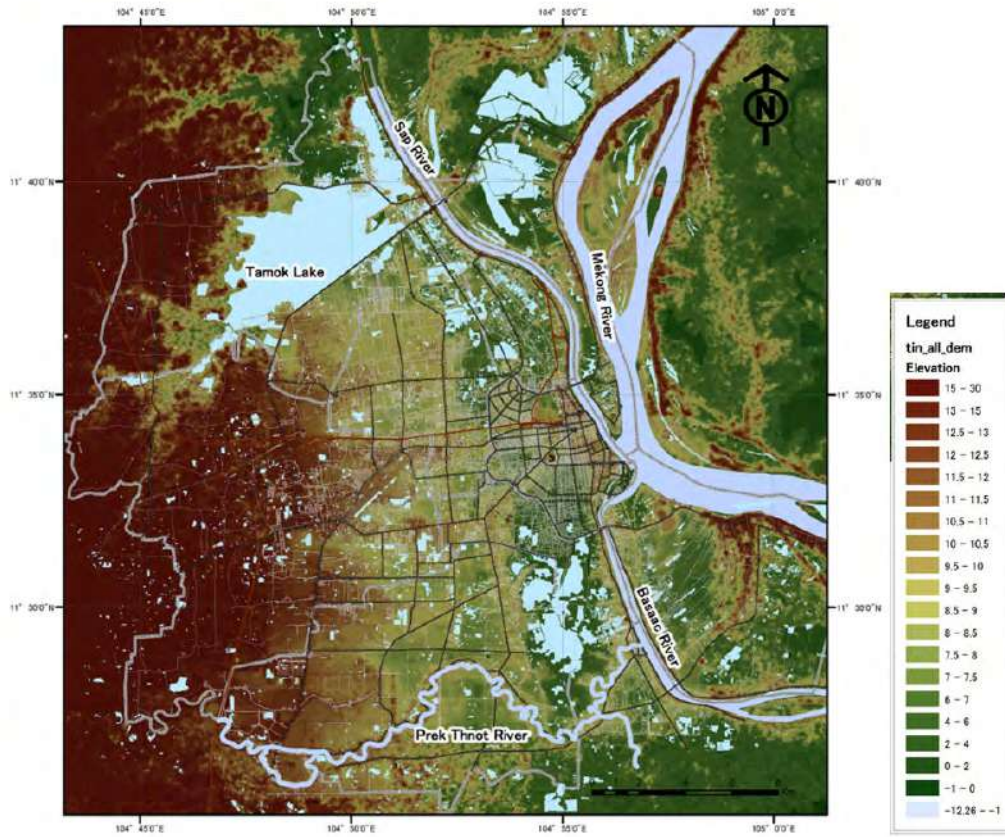 104° 45'0"E 104° 50'0"E 104° 55'0"E 105° 0'0"E
N
Sap River
11° 40'0"N 11° 40'0"N
Tamok Lake
Mekong River
11° 35'0"N 11° 35'0"N
11° 30'0"N 11° 30'0"N
Basaac River
Prek Thnot River
104° 45'0"E 104° 50'0"E 104° 55'0"E 105° 0'0"E
Legend
tin_all_dem
Elevation
15 - 30
13 - 15
12.5 - 13
12 - 12.5
11.5 - 12
11 - 11.5
10.5 - 11
10 - 10.5
9.5 - 10
9 - 9.5
8.5 - 9
8 - 8.5
7.5 - 8
7 - 7.5
6 - 7
4 - 6
2 - 4
0 - 2
-1 - 0
-12.26 - -1